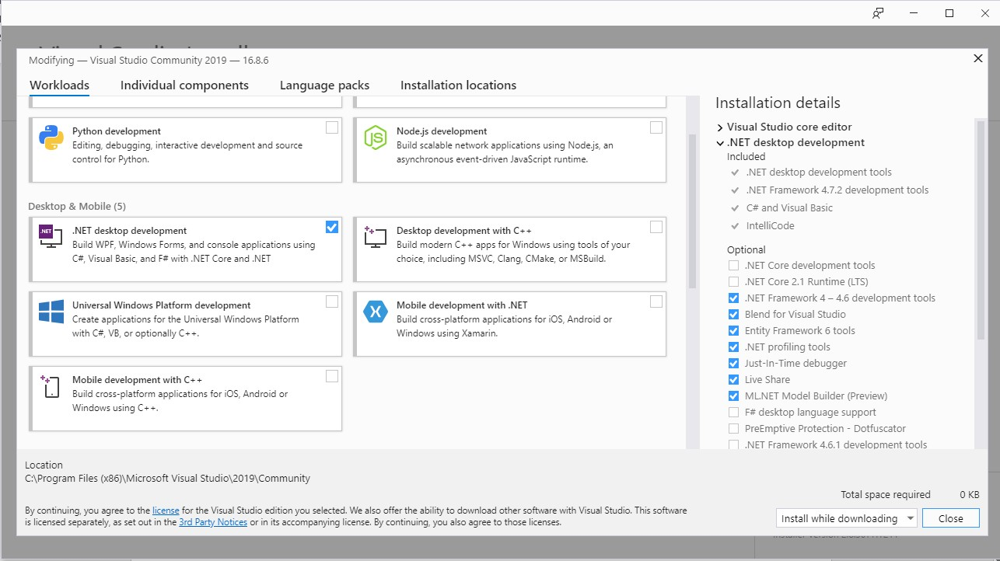 Modifying — Visual Studio Community 2019 — 16.8.6
Workloads
Individual components
Language packs
Installation locations
Python development
Editing, debugging, interactive development and source
control for Python.
JS
Node.js development
Build scalable network applications using Node.js, an
asynchronous event-driven JavaScript runtime.
Desktop & Mobile (5)
.NET
.NET desktop development
Build WPF, Windows Forms, and console applications using
C#, Visual Basic, and F# with .NET Core and .NET
Desktop development with C++
Build modern C++ apps for Windows using tools of your
choice, including MSVC, Clang, CMake, or MSBuild.
Universal Windows Platform development
Create applications for the Universal Windows Platform
with C#, VB, or optionally C++.
Mobile development with .NET
Build cross-platform applications for iOS, Android or
Windows using Xamarin.
Mobile development with C++
Build cross-platform applications for iOS, Android or
Windows using C++.
Installation details
Visual Studio core editor
.NET desktop development
Included
.NET desktop development tools
.NET Framework 4.7.2 development tools
C# and Visual Basic
IntelliCode
Optional
.NET Core development tools
.NET Core 2.1 Runtime (LTS)
.NET Framework 4 – 4.6 development tools
Blend for Visual Studio
Entity Framework 6 tools
.NET profiling tools
Just-In-Time debugger
Live Share
ML.NET Model Builder (Preview)
F# desktop language support
PreEmptive Protection - Dotfuscator
.NET Framework 4.6.1 development tools
Location
C:\Program Files (x86)\Microsoft Visual Studio\2019\Community
Total space required 0 KB
By continuing, you agree to the license for the Visual Studio edition you selected. We also offer the ability to download other software with Visual Studio. This software
is licensed separately, as set out in the 3rd Party Notices or in its accompanying license. By continuing, you also agree to those licenses.
Install while downloading
Close